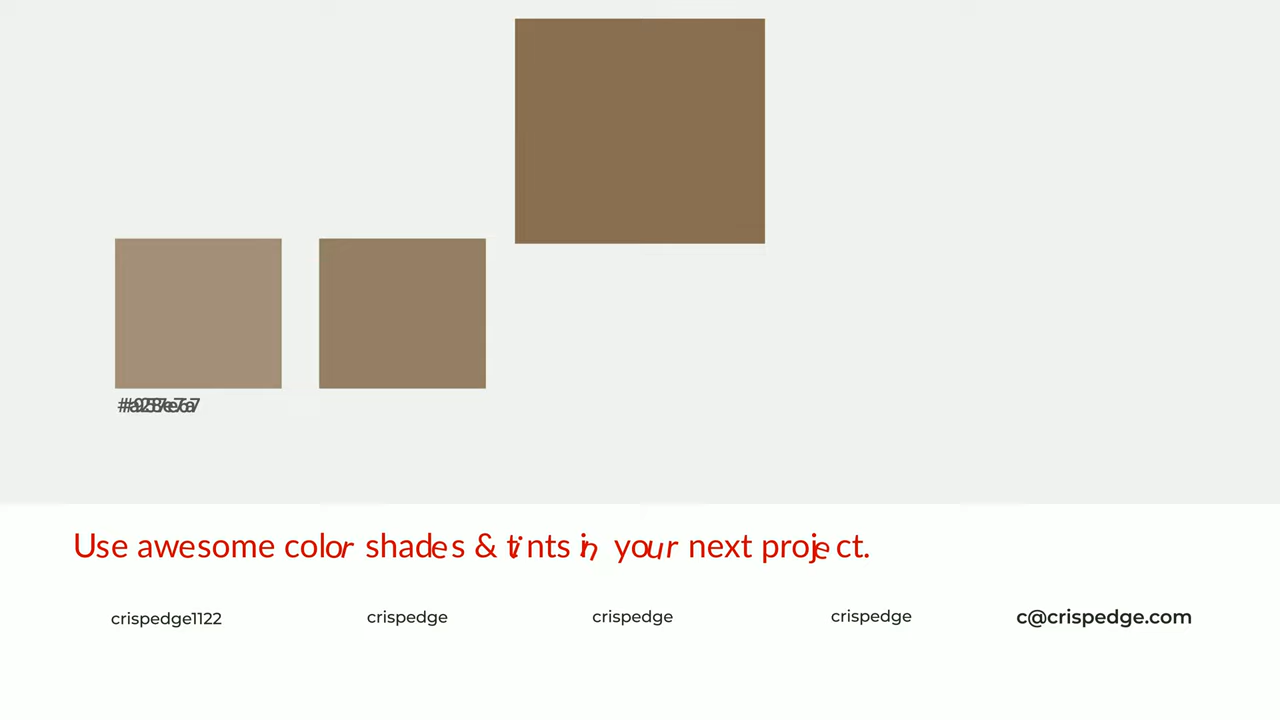 Use awesome color shades & tints in your next project.
crispedge1122 crispedge crispedge crispedge c@crispedge.com